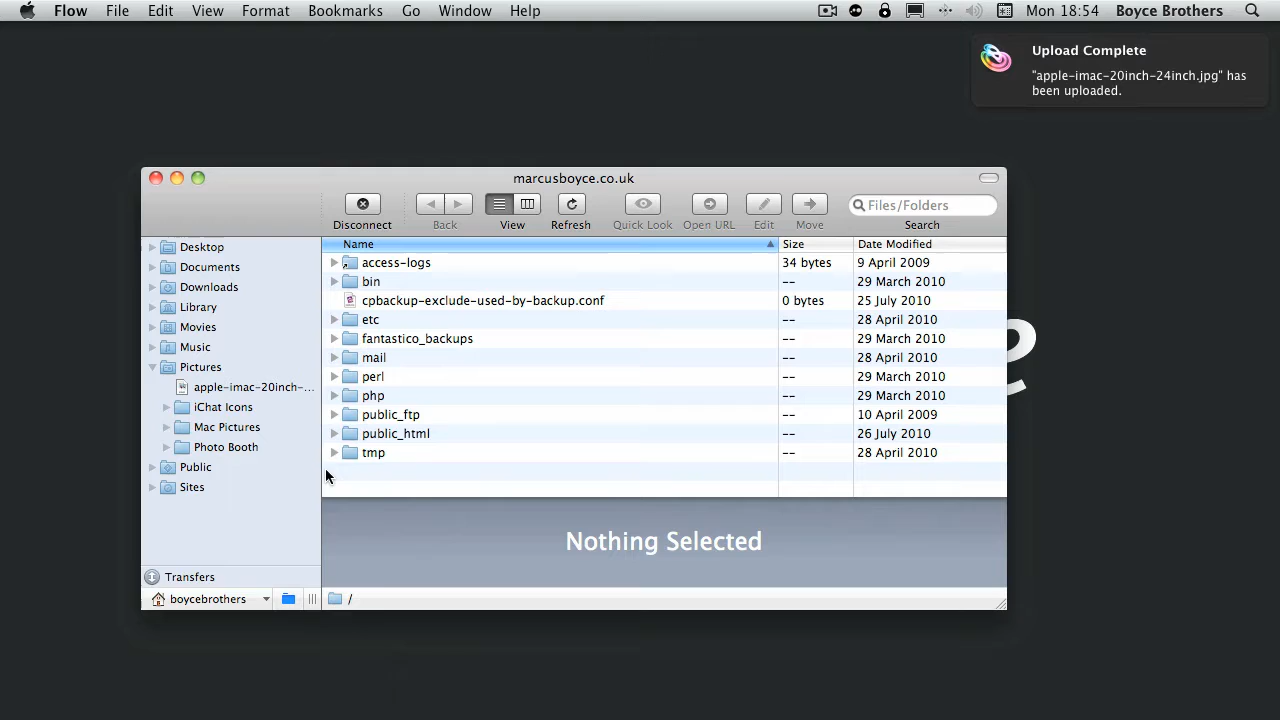 Flow File Edit View Format Bookmarks Go Window Help Mon 18:54 Boyce Brothers
Upload Complete
"apple-imac-20inch-24inch.jpg" has
been uploaded.
marcusboyce.co.uk
Files/Folders
Disconnect Back View Refresh Quick Look Open URL Edit Move Search
Name Size Date Modified
Desktop
Documents
Downloads
Library
Movies
Music
Pictures
apple-imac-20inch-...
iChat Icons
Mac Pictures
Photo Booth
Public
Sites
access-logs 34 bytes 9 April 2009
bin -- 29 March 2010
cpbackup-exclude-used-by-backup.conf 0 bytes 25 July 2010
etc -- 28 April 2010
fantastico_backups -- 29 March 2010
mail -- 28 April 2010
perl -- 29 March 2010
php -- 29 March 2010
public_ftp -- 10 April 2009
public_html -- 26 July 2010
tmp -- 28 April 2010
Nothing Selected
Transfers
boycebrothers /